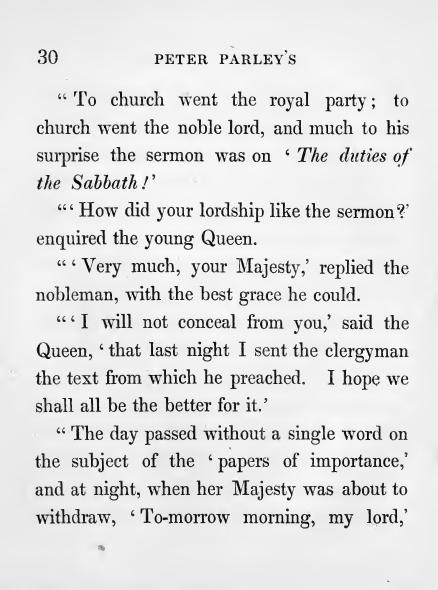 30 PETER PARLEY'S
“ To church went the royal party; to
church went the noble lord, and much to his
surprise the sermon was on ‘ The duties of
the Sabbath!’
“‘ How did your lordship like the sermon?’
enquired the young Queen.
“‘ Very much, your Majesty,’ replied the
nobleman, with the best grace he could.
“‘ I will not conceal from you,’ said the
Queen, ‘ that last night I sent the clergyman
the text from which he preached. I hope we
shall all be the better for it.’
“ The day passed without a single word on
the subject of the ‘ papers of importance,’
and at night, when her Majesty was about to
withdraw, ‘ To-morrow morning, my lord,’